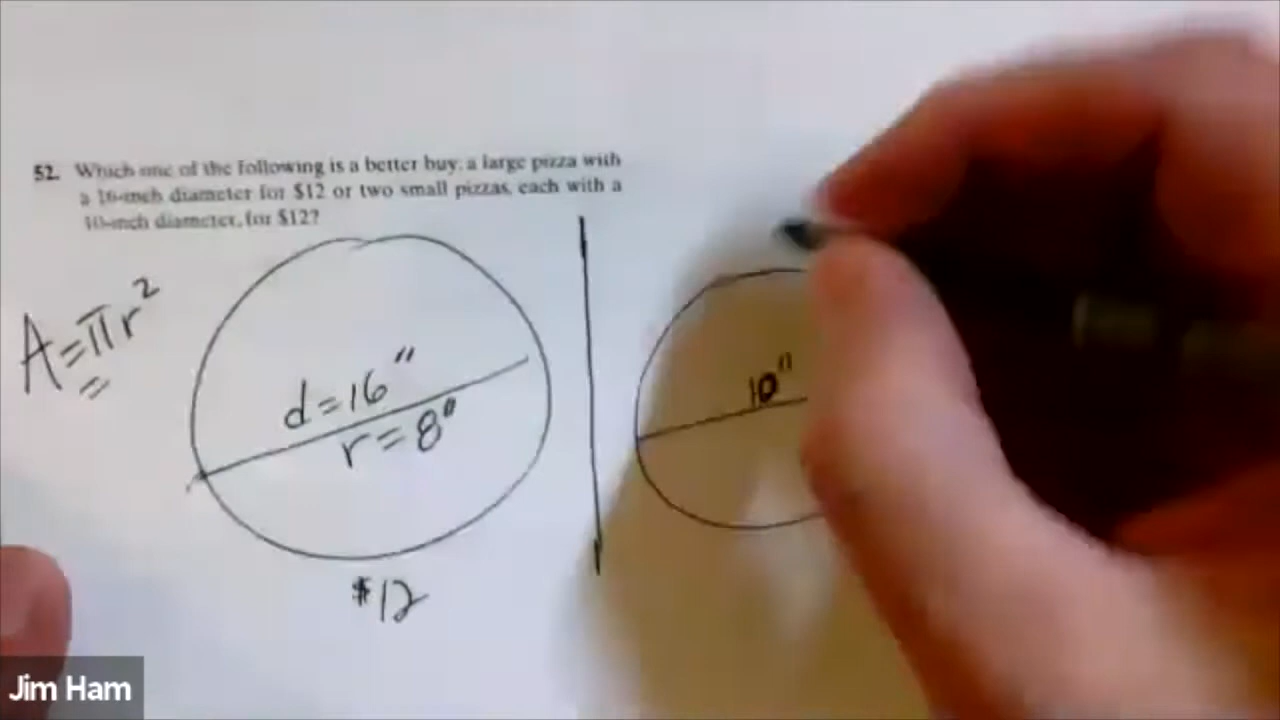 52. Which one of the following is a better buy: a large pizza with
a 16-inch diameter for $12 or two small pizzas, each with a
10-inch diameter, for $12?
A=πr²
d=16"
r=8"
10"
$12
Jim Ham